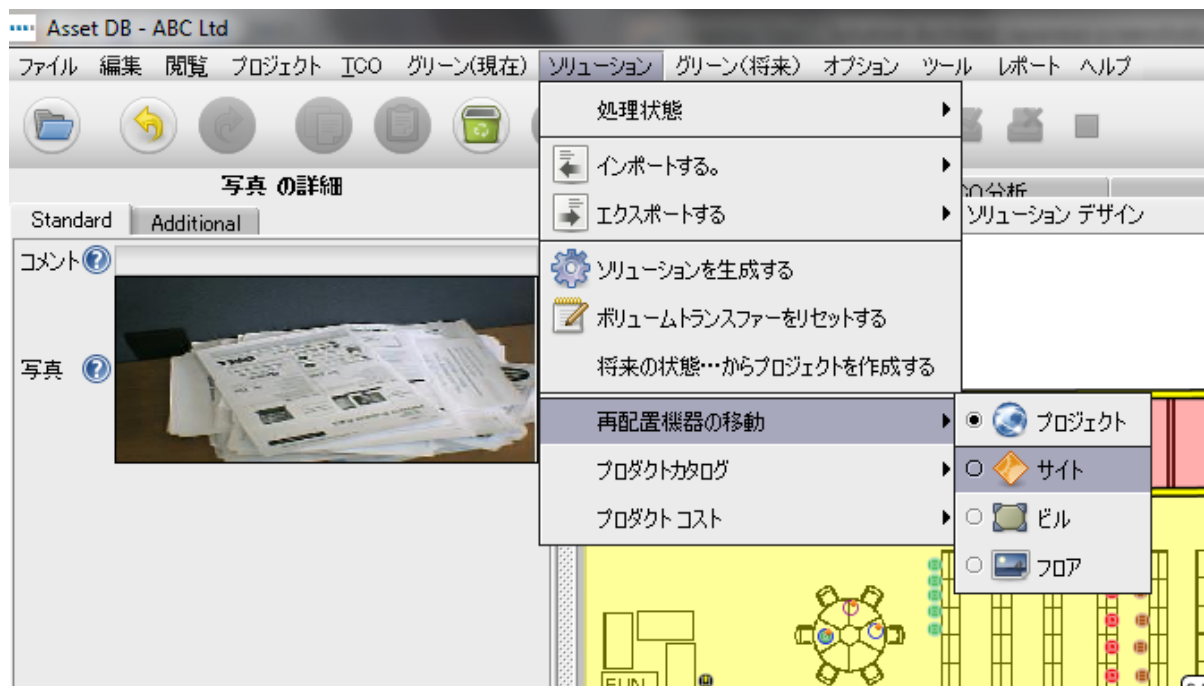 Asset DB - ABC Ltd
ファイル 編集 閲覧 プロジェクト TCO グリーン(現在) ソリューション グリーン(将来) オプション ツール レポート ヘルプ
処理状態
インポートする。
エクスポートする
ソリューションを生成する
ボリュームトランスファーをリセットする
将来の状態…からプロジェクトを作成する
再配置機器の移動
プロダクトカタログ
プロダクト コスト
プロジェクト
サイト
ビル
フロア
写真 の詳細
Standard Additional
コメント
写真
CO分析
ソリューション デザイン
FUN